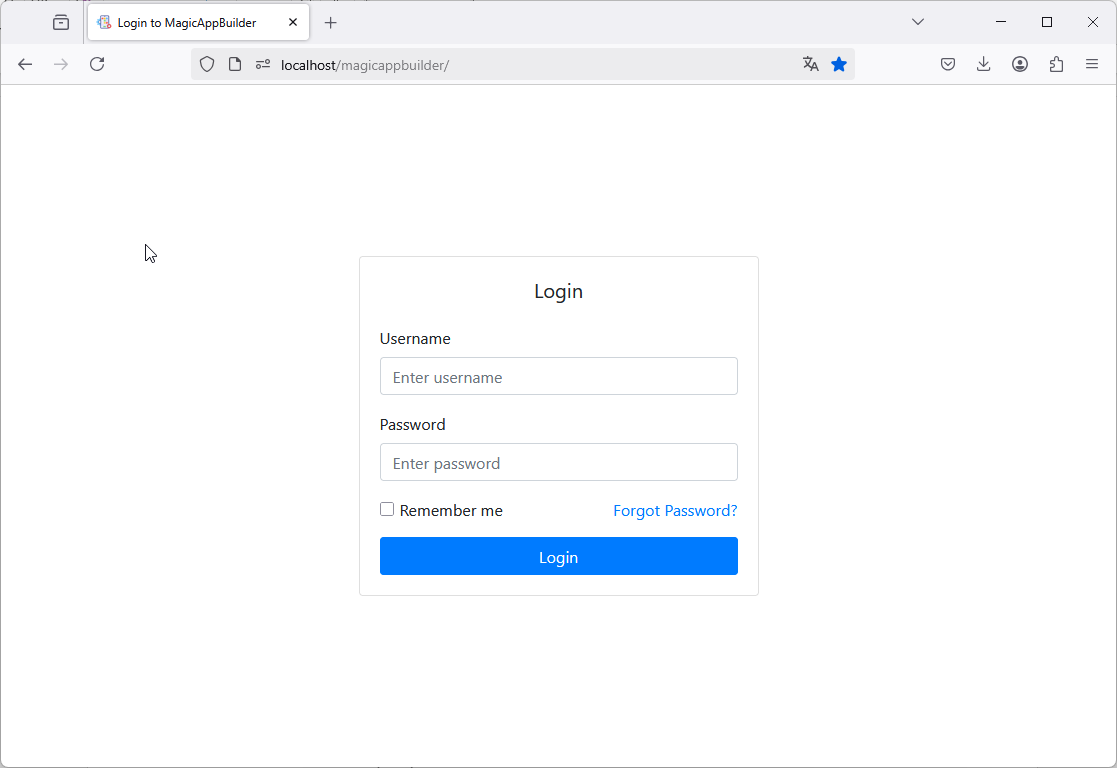 Login to MagicAppBuilder
localhost/magicappbuilder/
Login
Username
Enter username
Password
Enter password
Remember me
Forgot Password?
Login